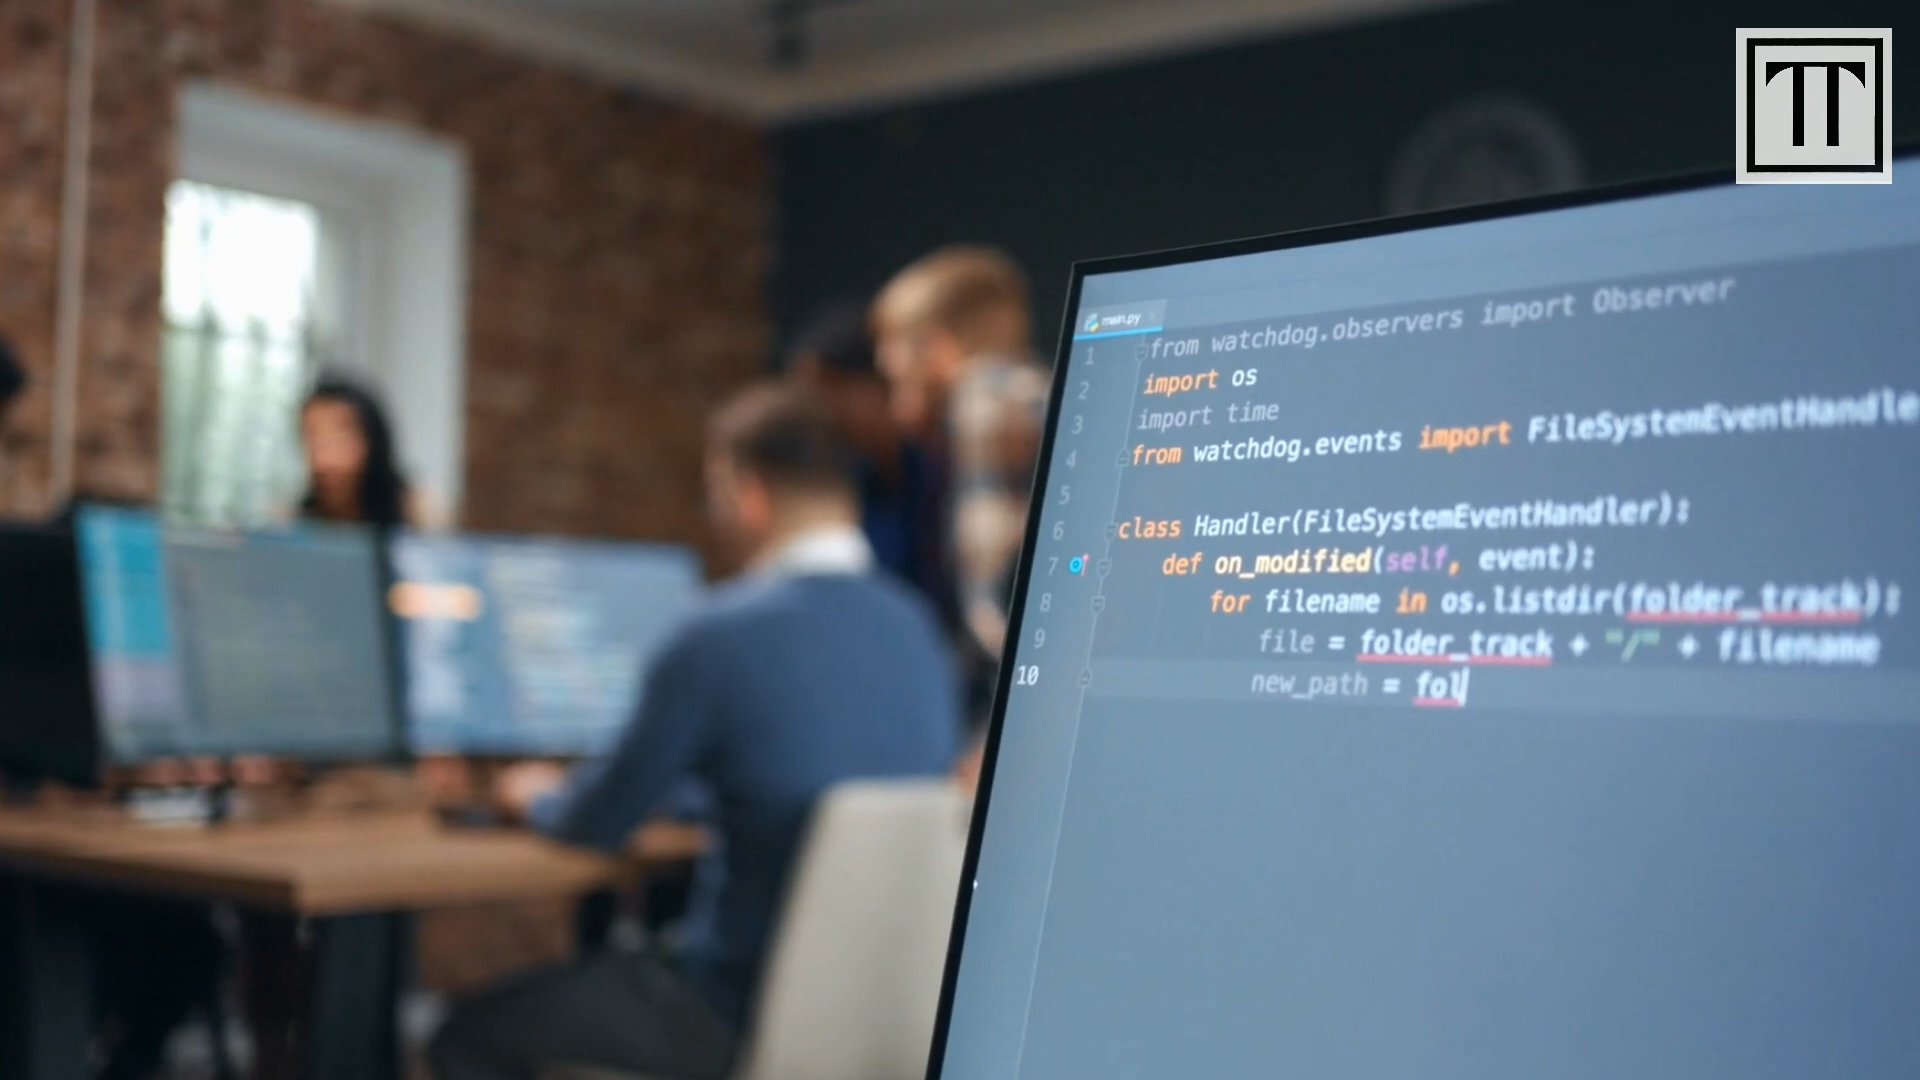 main.py
1 from watchdog.observers import Observer
2 import os
3 import time
4 from watchdog.events import FileSystemEventHandle
5
6 class Handler(FileSystemEventHandler):
7 def on_modified(self, event):
8 for filename in os.listdir(folder_track):
9 file = folder_track + "/" + filename
10 new_path = fol